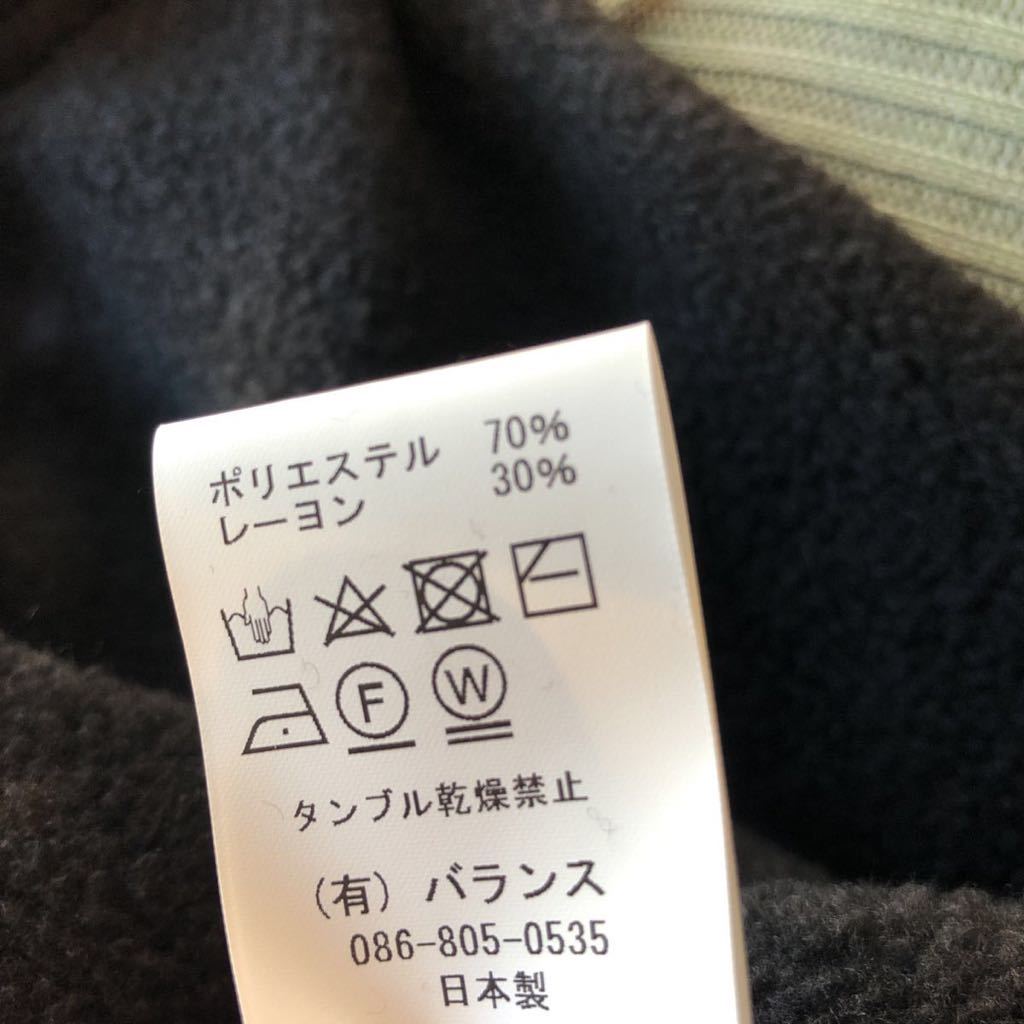 ポリエステル 70%
レーヨン 30%
F W
タンブル乾燥禁止
(有) バランス
086-805-0535
日本製